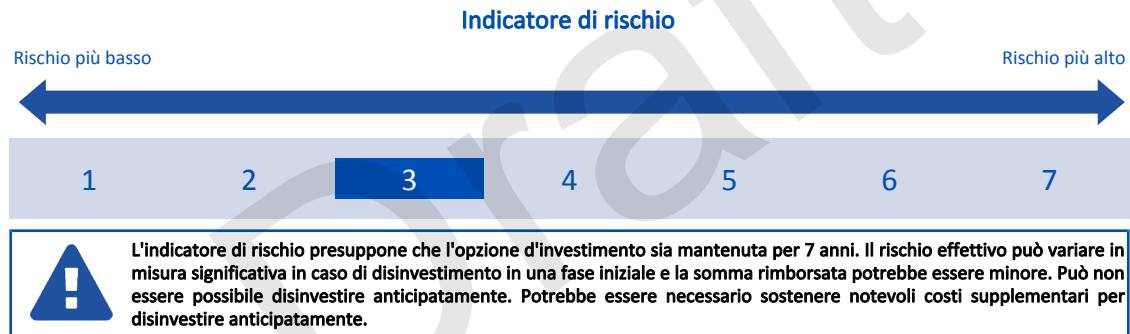 Indicatore di rischio
Rischio più basso
Rischio più alto
1 2 3 4 5 6 7
L'indicatore di rischio presuppone che l'opzione d'investimento sia mantenuta per 7 anni. Il rischio effettivo può variare in
misura significativa in caso di disinvestimento in una fase iniziale e la somma rimborsata potrebbe essere minore. Può non
essere possibile disinvestire anticipatamente. Potrebbe essere necessario sostenere notevoli costi supplementari per
disinvestire anticipatamente.
Draft